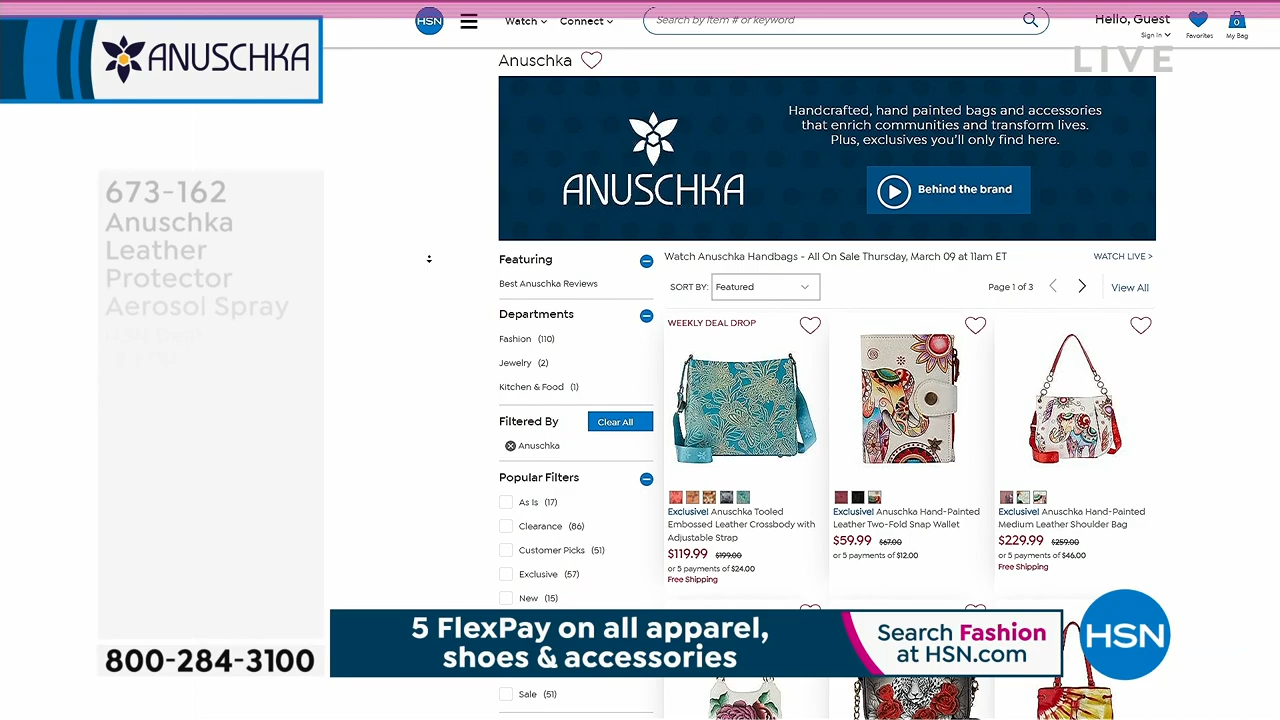 HSN
Watch
Connect
Search by item # or keyword
Hello, Guest
Sign In
Favorites
0
My Bag
ANUSCHKA
LIVE
Anuschka
Handcrafted, hand painted bags and accessories
that enrich communities and transform lives.
Plus, exclusives you'll only find here.
ANUSCHKA
Behind the brand
673-162
Anuschka
Leather
Protector
Aerosol Spray
Featuring
Best Anuschka Reviews
Departments
Fashion (110)
Jewelry (2)
Kitchen & Food (1)
Filtered By
Clear All
Anuschka
Popular Filters
As Is (17)
Clearance (86)
Customer Picks (51)
Exclusive (57)
New (15)
Sale (51)
Watch Anuschka Handbags - All On Sale Thursday, March 09 at 11am ET
WATCH LIVE >
SORT BY: Featured
Page 1 of 3
View All
WEEKLY DEAL DROP
Exclusive! Anuschka Tooled
Embossed Leather Crossbody with
Adjustable Strap
$119.99 $199.00
or 5 payments of $24.00
Free Shipping
Exclusive! Anuschka Hand-Painted
Leather Two-Fold Snap Wallet
$59.99 $67.00
or 5 payments of $12.00
Exclusive! Anuschka Hand-Painted
Medium Leather Shoulder Bag
$229.99 $259.00
or 5 payments of $46.00
Free Shipping
800-284-3100
5 FlexPay on all apparel,
shoes & accessories
Search Fashion
at HSN.com
HSN